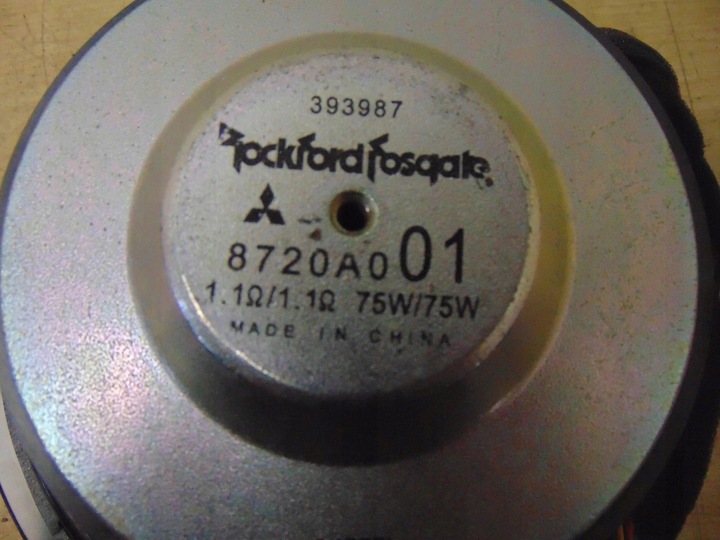 393987
Rockford Fosgate
8720A001
1.1Ω/1.1Ω 75W/75W
MADE IN CHINA